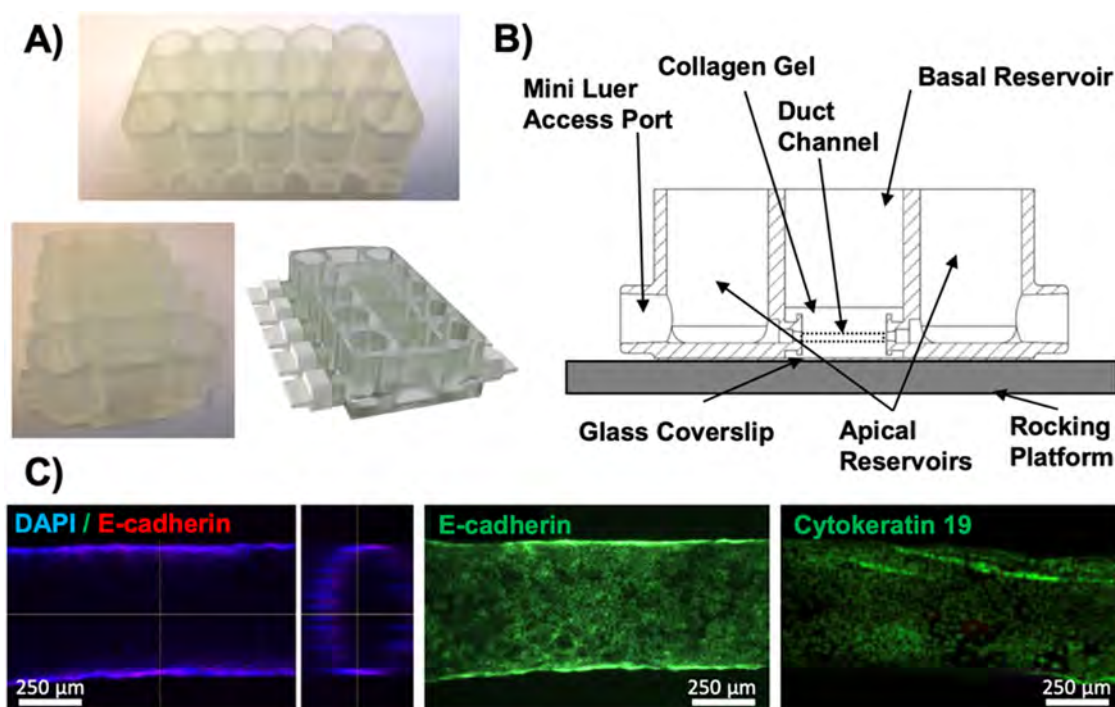 A)
B)
Mini Luer
Access Port
Collagen Gel
Duct
Channel
Basal Reservoir
Glass Coverslip
Apical
Reservoirs
Rocking
Platform
C)
DAPI / E-cadherin
250 µm
E-cadherin
250 µm
Cytokeratin 19
250 µm